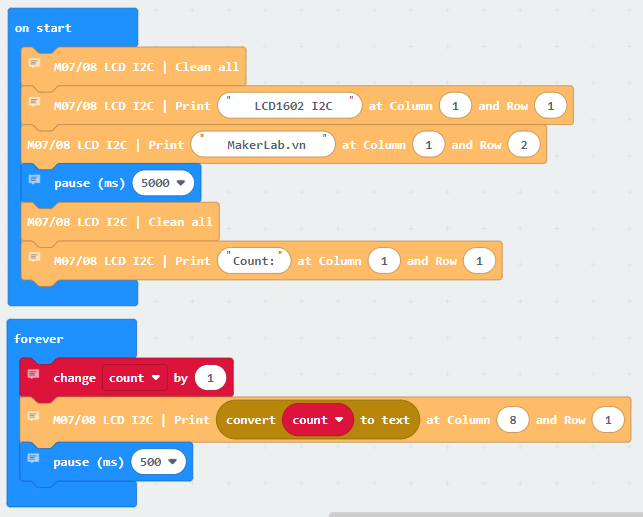 on start
M07/08 LCD I2C | Clean all
M07/08 LCD I2C | Print " LCD1602 I2C " at Column 1 and Row 1
M07/08 LCD I2C | Print " MakerLab.vn " at Column 1 and Row 2
pause (ms) 5000
M07/08 LCD I2C | Clean all
M07/08 LCD I2C | Print "Count:" at Column 1 and Row 1
forever
change count by 1
M07/08 LCD I2C | Print convert count to text at Column 8 and Row 1
pause (ms) 500